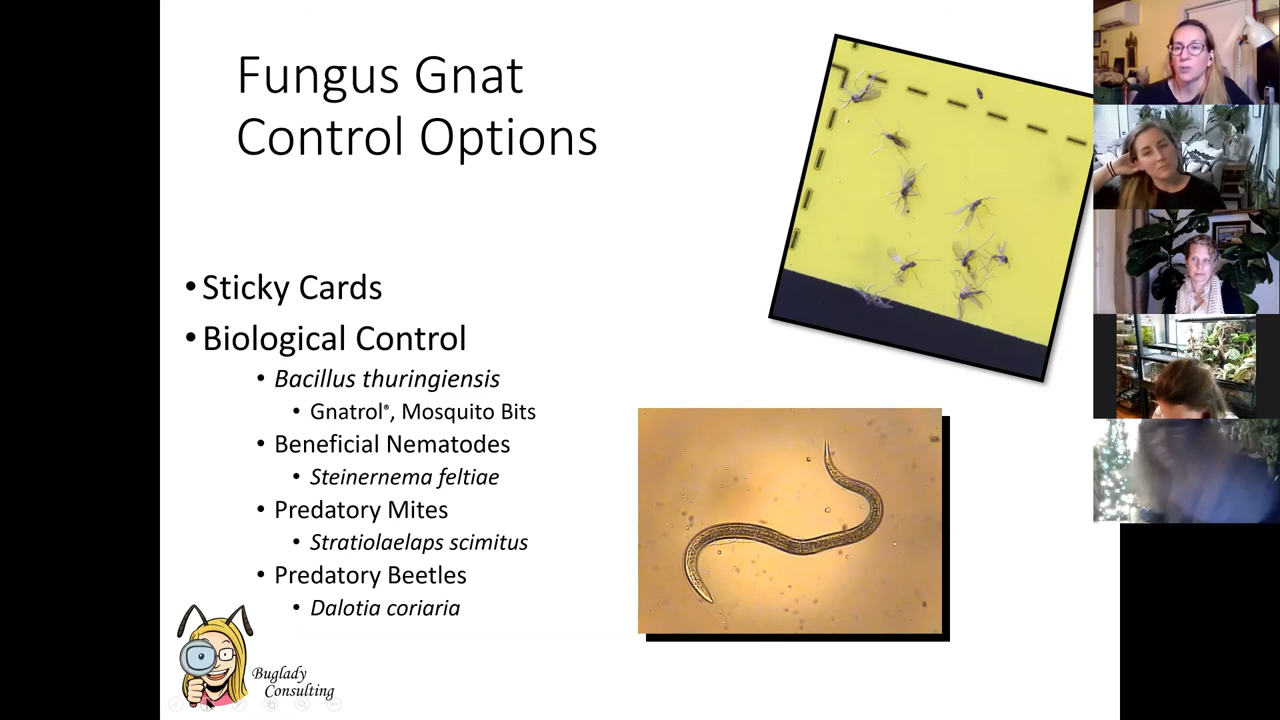 Fungus Gnat
Control Options
• Sticky Cards
• Biological Control
• Bacillus thuringiensis
• Gnatrol®, Mosquito Bits
• Beneficial Nematodes
• Steinernema feltiae
• Predatory Mites
• Stratiolaelaps scimitus
• Predatory Beetles
• Dalotia coriaria
Buglady
Consulting